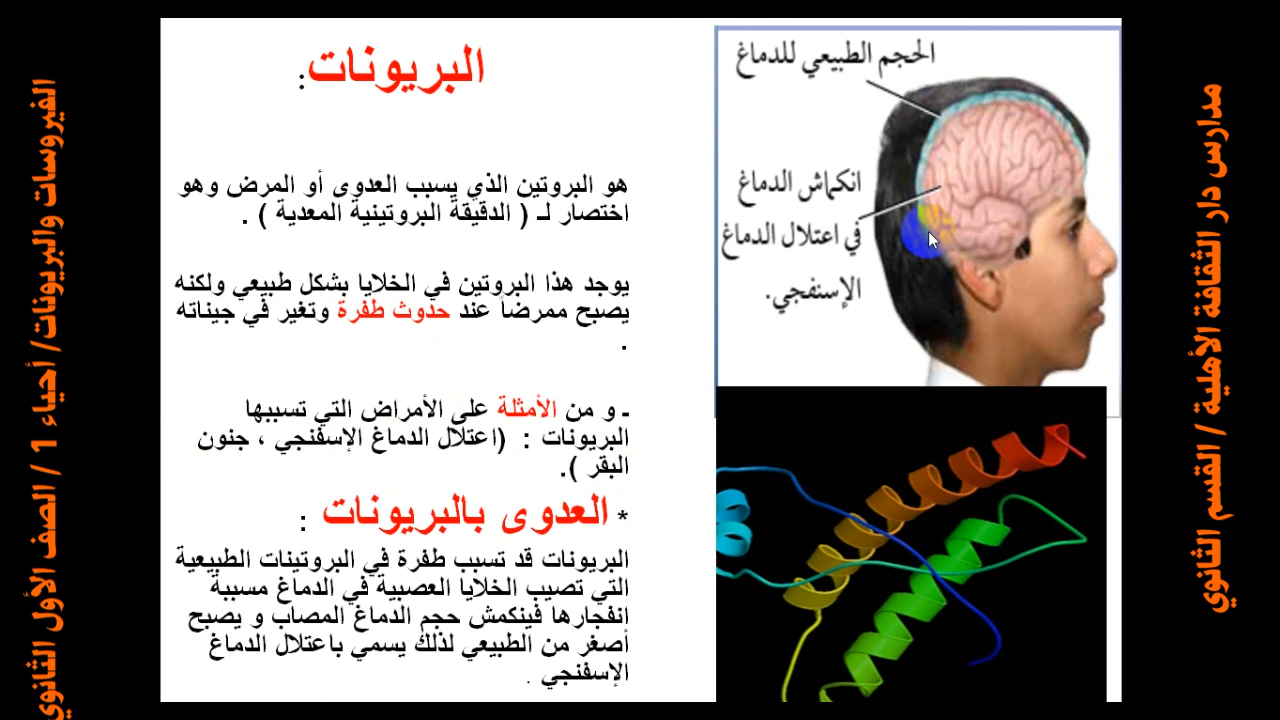 البريونات:
هو البروتين الذي يسبب العدوى أو المرض وهو
اختصار لـ ( الدقيقة البروتينية المعدية ) .
يوجد هذا البروتين في الخلايا بشكل طبيعي ولكنه
يصبح ممرضاً عند حدوث طفرة وتغير في جيناته
.
ـ و من الأمثلة على الأمراض التي تسببها
البريونات : (اعتلال الدماغ الإسفنجي ، جنون
البقر ).
* العدوى بالبريونات :
البريونات قد تسبب طفرة في البروتينات الطبيعية
التي تصيب الخلايا العصبية في الدماغ مسببة
انفجارها فينكمش حجم الدماغ المصاب و يصبح
أصغر من الطبيعي لذلك يسمي باعتلال الدماغ
الإسفنجي .
الحجم الطبيعي للدماغ
انكماش الدماغ
في اعتلال الدماغ
الإسنفجي.
مدارس دار الثقافة الأهلية / القسم الثانوي
الفيروسات والبريونات/ أحياء 1 / الصف الأول الثانوي